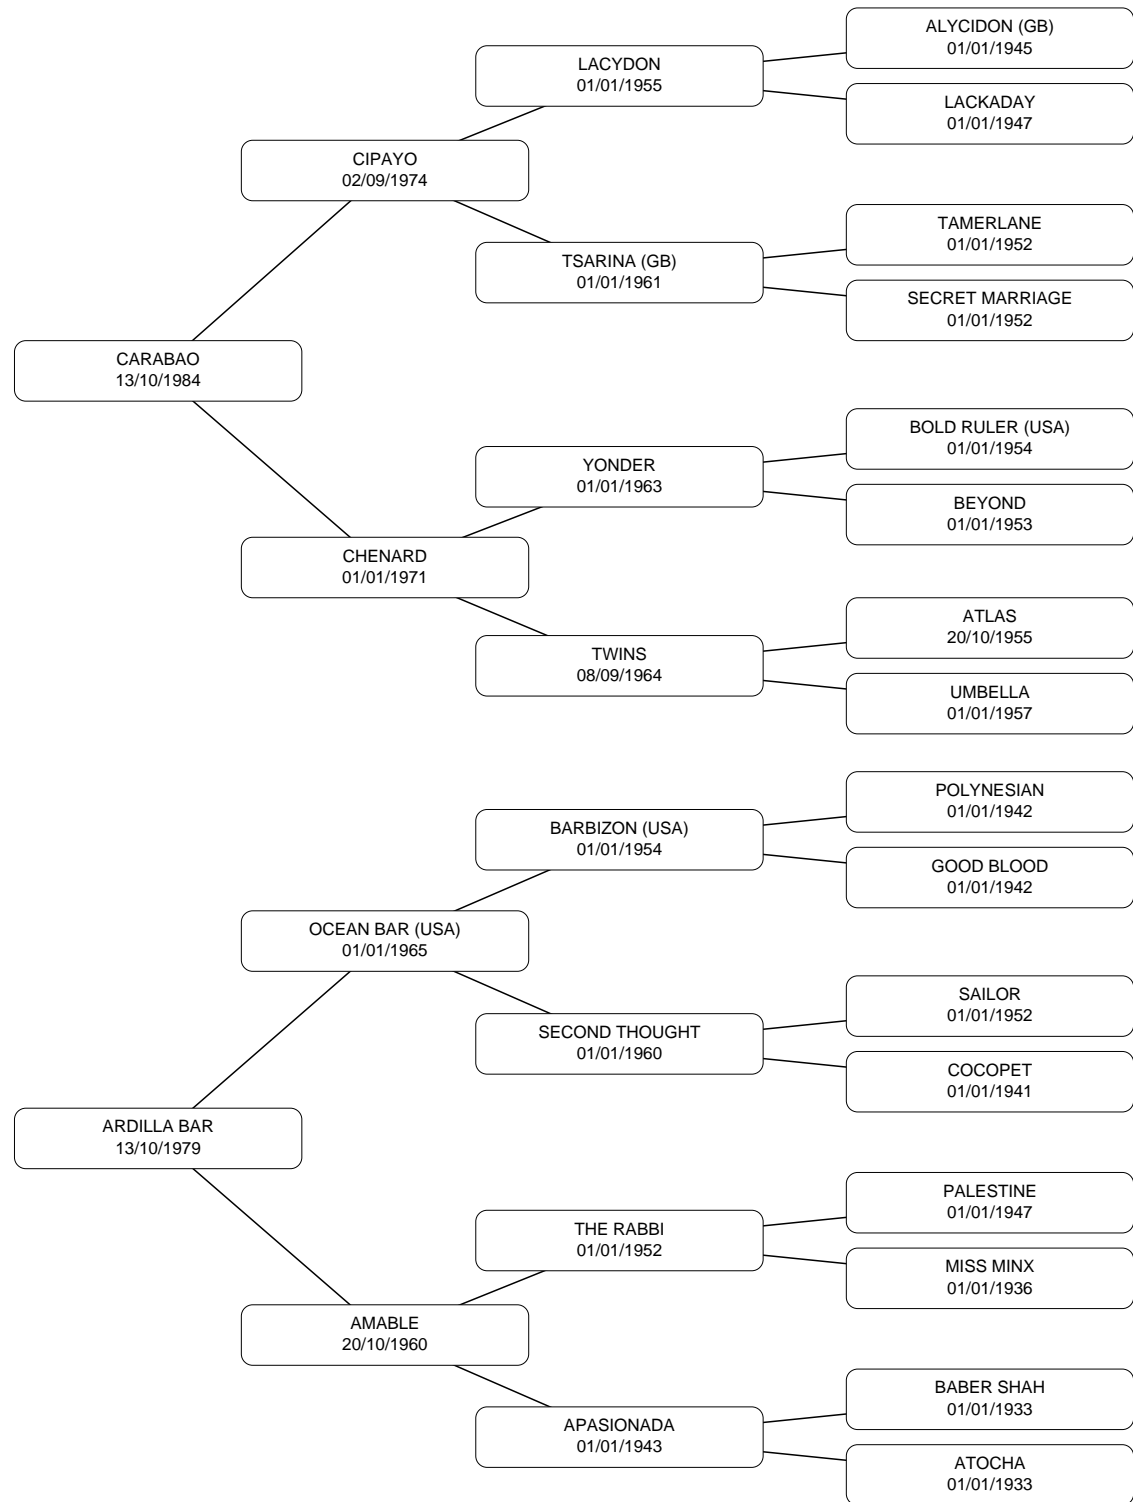 ALYCIDON (GB)
01/01/1945
LACYDON
01/01/1955
LACKADAY
01/01/1947
CIPAYO
02/09/1974
TAMERLANE
01/01/1952
TSARINA (GB)
01/01/1961
SECRET MARRIAGE
01/01/1952
CARABAO
13/10/1984
BOLD RULER (USA)
01/01/1954
YONDER
01/01/1963
BEYOND
01/01/1953
CHENARD
01/01/1971
ATLAS
20/10/1955
TWINS
08/09/1964
UMBELLA
01/01/1957
POLYNESIAN
01/01/1942
BARBIZON (USA)
01/01/1954
GOOD BLOOD
01/01/1942
OCEAN BAR (USA)
01/01/1965
SAILOR
01/01/1952
SECOND THOUGHT
01/01/1960
COCOPET
01/01/1941
ARDILLA BAR
13/10/1979
PALESTINE
01/01/1947
THE RABBI
01/01/1952
MISS MINX
01/01/1936
AMABLE
20/10/1960
BABER SHAH
01/01/1933
APASIONADA
01/01/1943
ATOCHA
01/01/1933